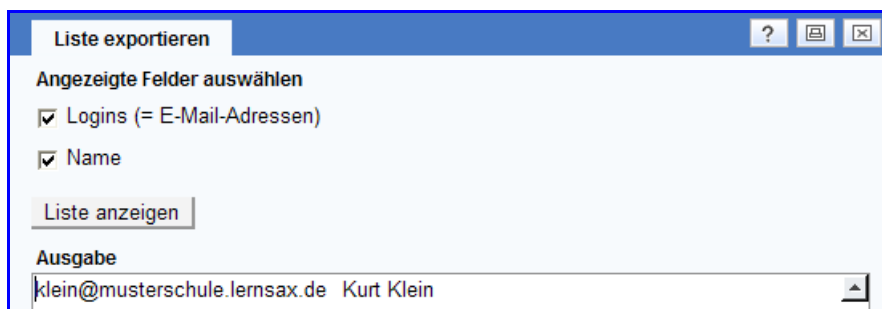 Liste exportieren
?
Angezeigte Felder auswählen
Logins (= E-Mail-Adressen)
Name
Liste anzeigen
Ausgabe
klein@musterschule.lernsax.de Kurt Klein